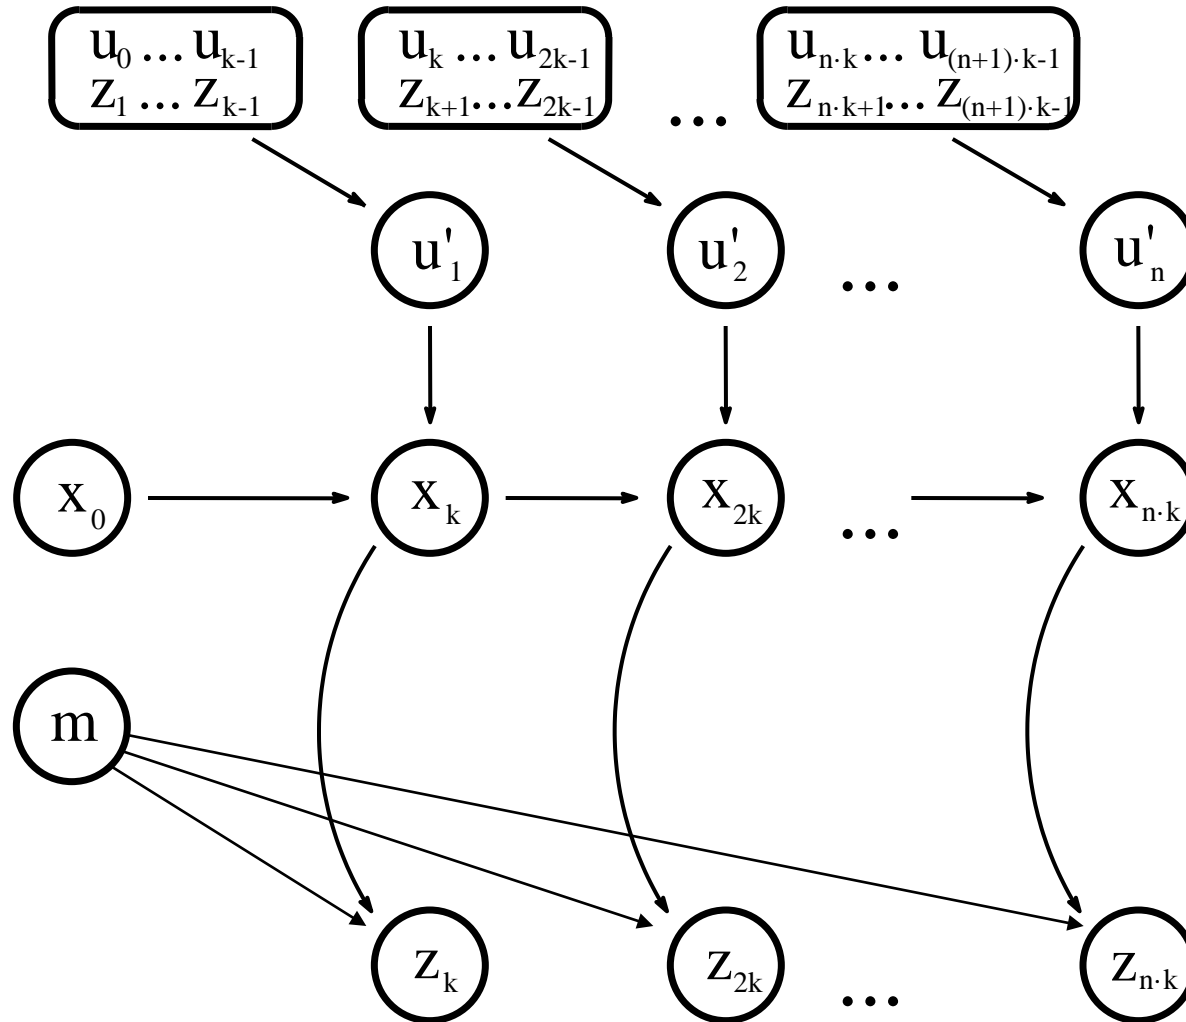 u₀ ... uₖ₋₁
z₁ ... zₖ₋₁
uₖ ... u₂ₖ₋₁
zₖ₊₁...z₂ₖ₋₁
...
uₙ·ₖ... u₍ₙ₊₁₎·ₖ₋₁
zₙ·ₖ₊₁... z₍ₙ₊₁₎·ₖ₋₁
u'₁
u'₂
...
u'ₙ
x₀
xₖ
x₂ₖ
...
xₙ·ₖ
m
zₖ
z₂ₖ
...
zₙ·ₖ